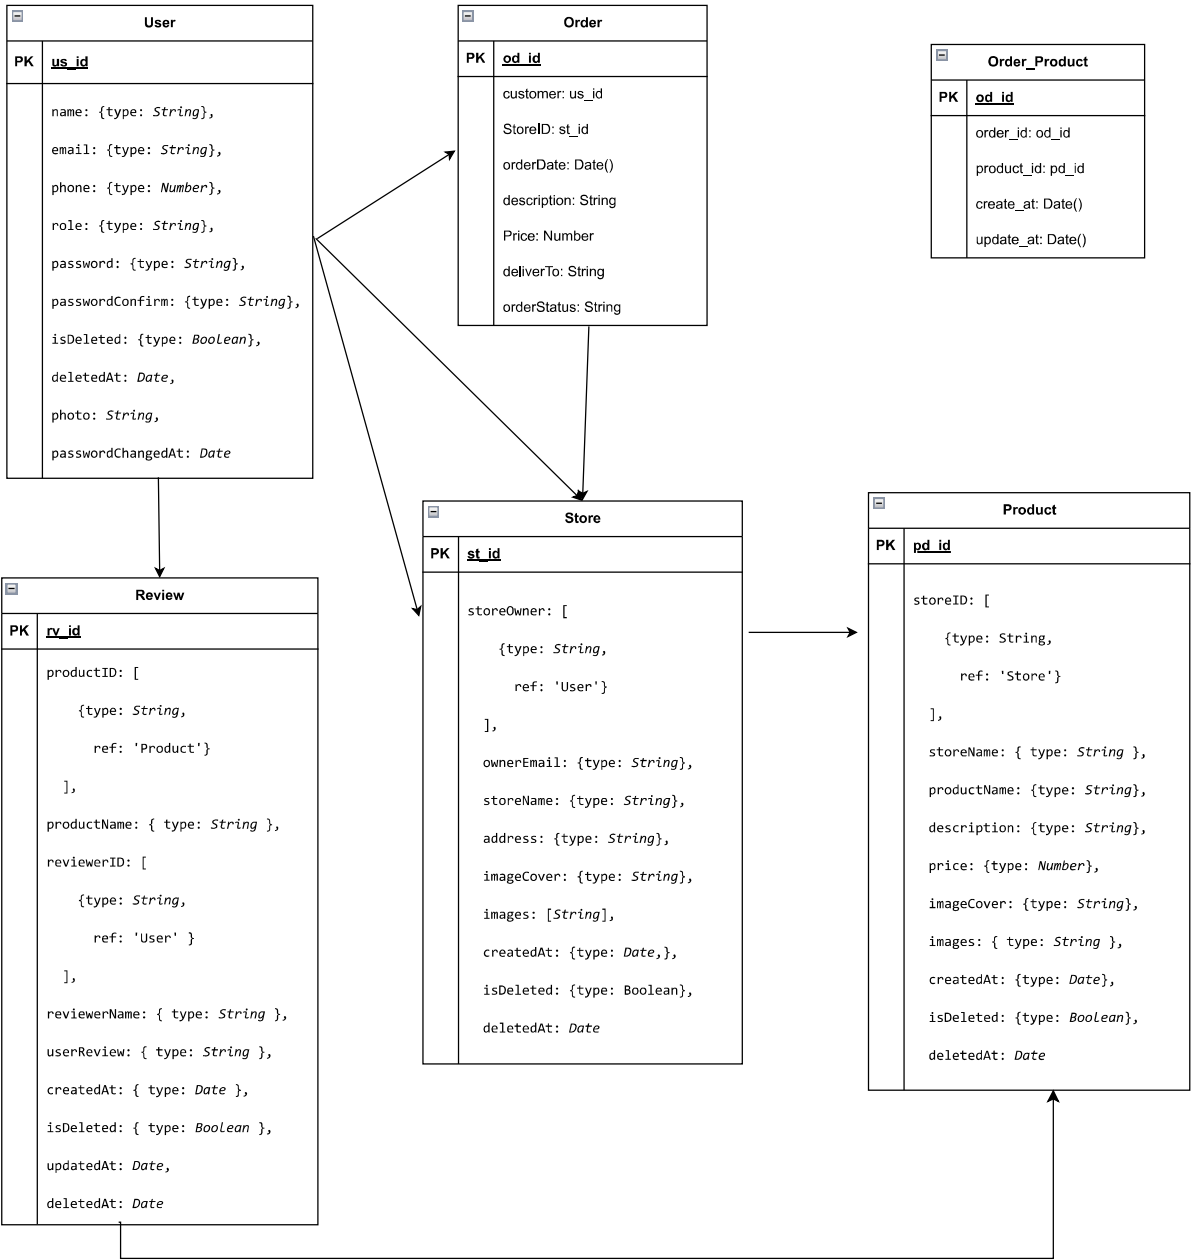 User
PK us_id
name: {type: String},
email: {type: String},
phone: {type: Number},
role: {type: String},
password: {type: String},
passwordConfirm: {type: String},
isDeleted: {type: Boolean},
deletedAt: Date,
photo: String,
passwordChangedAt: Date
Order
PK od_id
customer: us_id
StoreID: st_id
orderDate: Date()
description: String
Price: Number
deliverTo: String
orderStatus: String
Order_Product
PK od_id
order_id: od_id
product_id: pd_id
create_at: Date()
update_at: Date()
Review
PK rv_id
productID: [
{type: String,
ref: 'Product'}
],
productName: { type: String },
reviewerID: [
{type: String,
ref: 'User' }
],
reviewerName: { type: String },
userReview: { type: String },
createdAt: { type: Date },
isDeleted: { type: Boolean },
updatedAt: Date,
deletedAt: Date
Store
PK st_id
storeOwner: [
{type: String,
ref: 'User'}
],
ownerEmail: {type: String},
storeName: {type: String},
address: {type: String},
imageCover: {type: String},
images: [String],
createdAt: {type: Date,},
isDeleted: {type: Boolean},
deletedAt: Date
Product
PK pd_id
storeID: [
{type: String,
ref: 'Store'}
],
storeName: { type: String },
productName: {type: String},
description: {type: String},
price: {type: Number},
imageCover: {type: String},
images: { type: String },
createdAt: {type: Date},
isDeleted: {type: Boolean},
deletedAt: Date